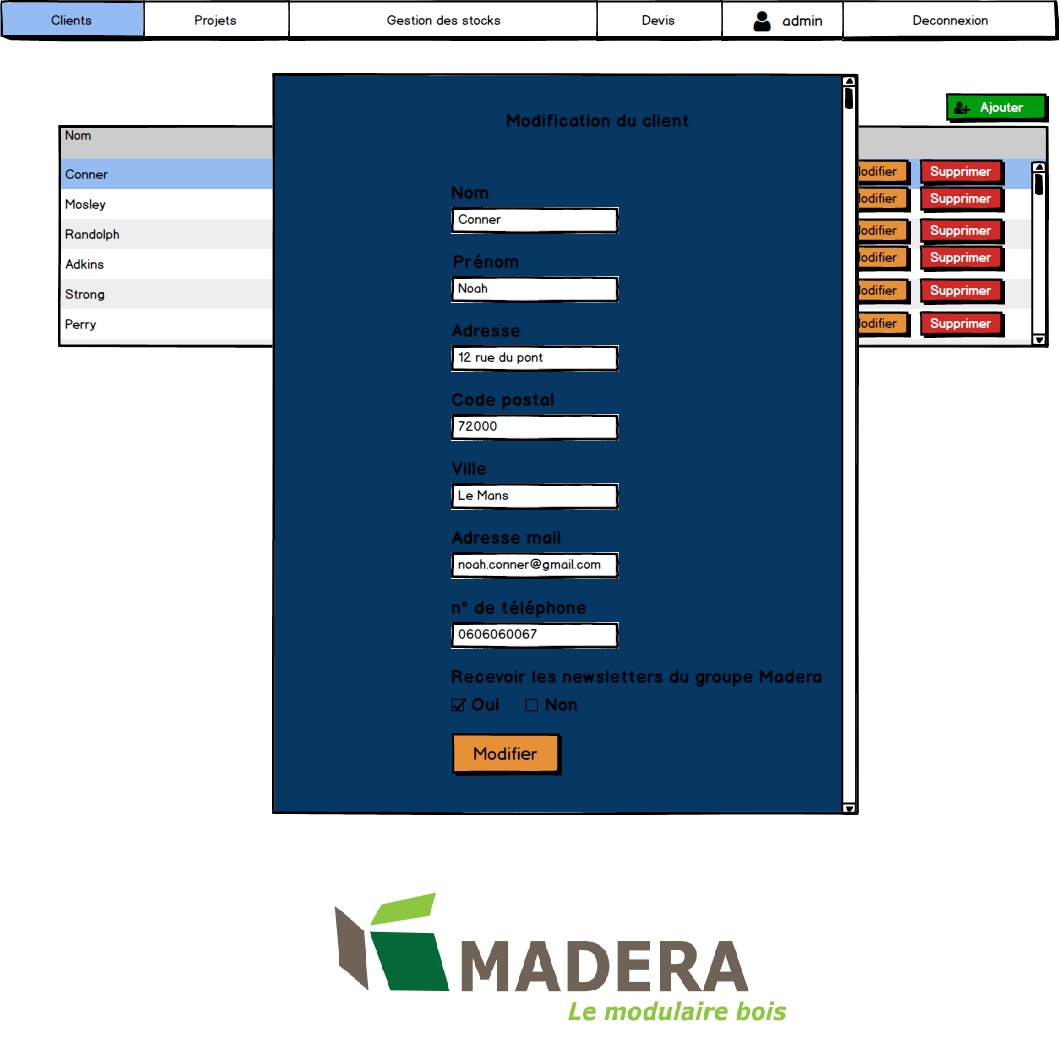 Clients Projets Gestion des stocks Devis admin Deconnexion
Ajouter
Modification du client
Nom
Conner
Mosley
Randolph
Adkins
Strong
Perry
Nom
Conner
Prénom
Noah
Adresse
12 rue du pont
Code postal
72000
Ville
Le Mans
Adresse mail
noah.conner@gmail.com
n° de téléphone
0606060067
Recevoir les newsletters du groupe Madera
Oui Non
Modifier
odifier Supprimer
odifier Supprimer
odifier Supprimer
odifier Supprimer
odifier Supprimer
odifier Supprimer
MADERA
Le modulaire bois